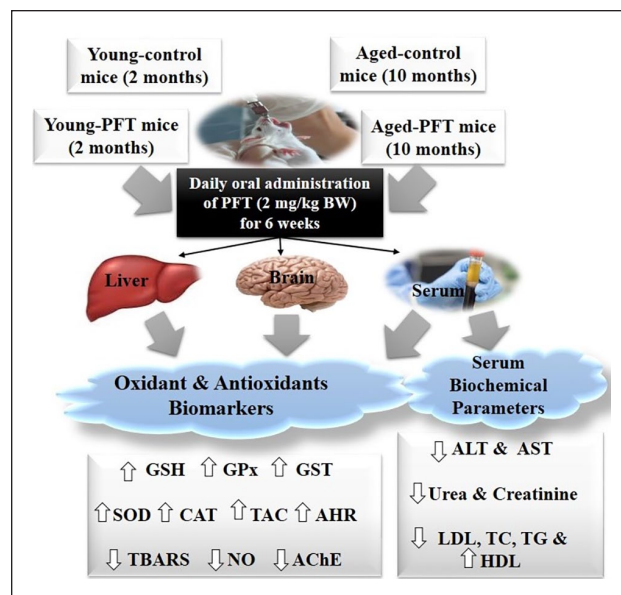 Young-control
mice (2 months)
Aged-control
mice (10 months)
Young-PFT mice
(2 months)
Aged-PFT mice
(10 months)
Daily oral administration
of PFT (2 mg/kg BW)
for 6 weeks
Liver
Brain
Serum
Oxidant & Antioxidants
Biomarkers
Serum
Biochemical
Parameters
⇧ GSH ⇧ GPx ⇧ GST
⇧ SOD ⇧ CAT ⇧ TAC ⇧ AHR
⇩ TBARS ⇩ NO ⇩ AChE
⇩ ALT & AST
⇩ Urea & Creatinine
⇩ LDL, TC, TG &
⇧ HDL